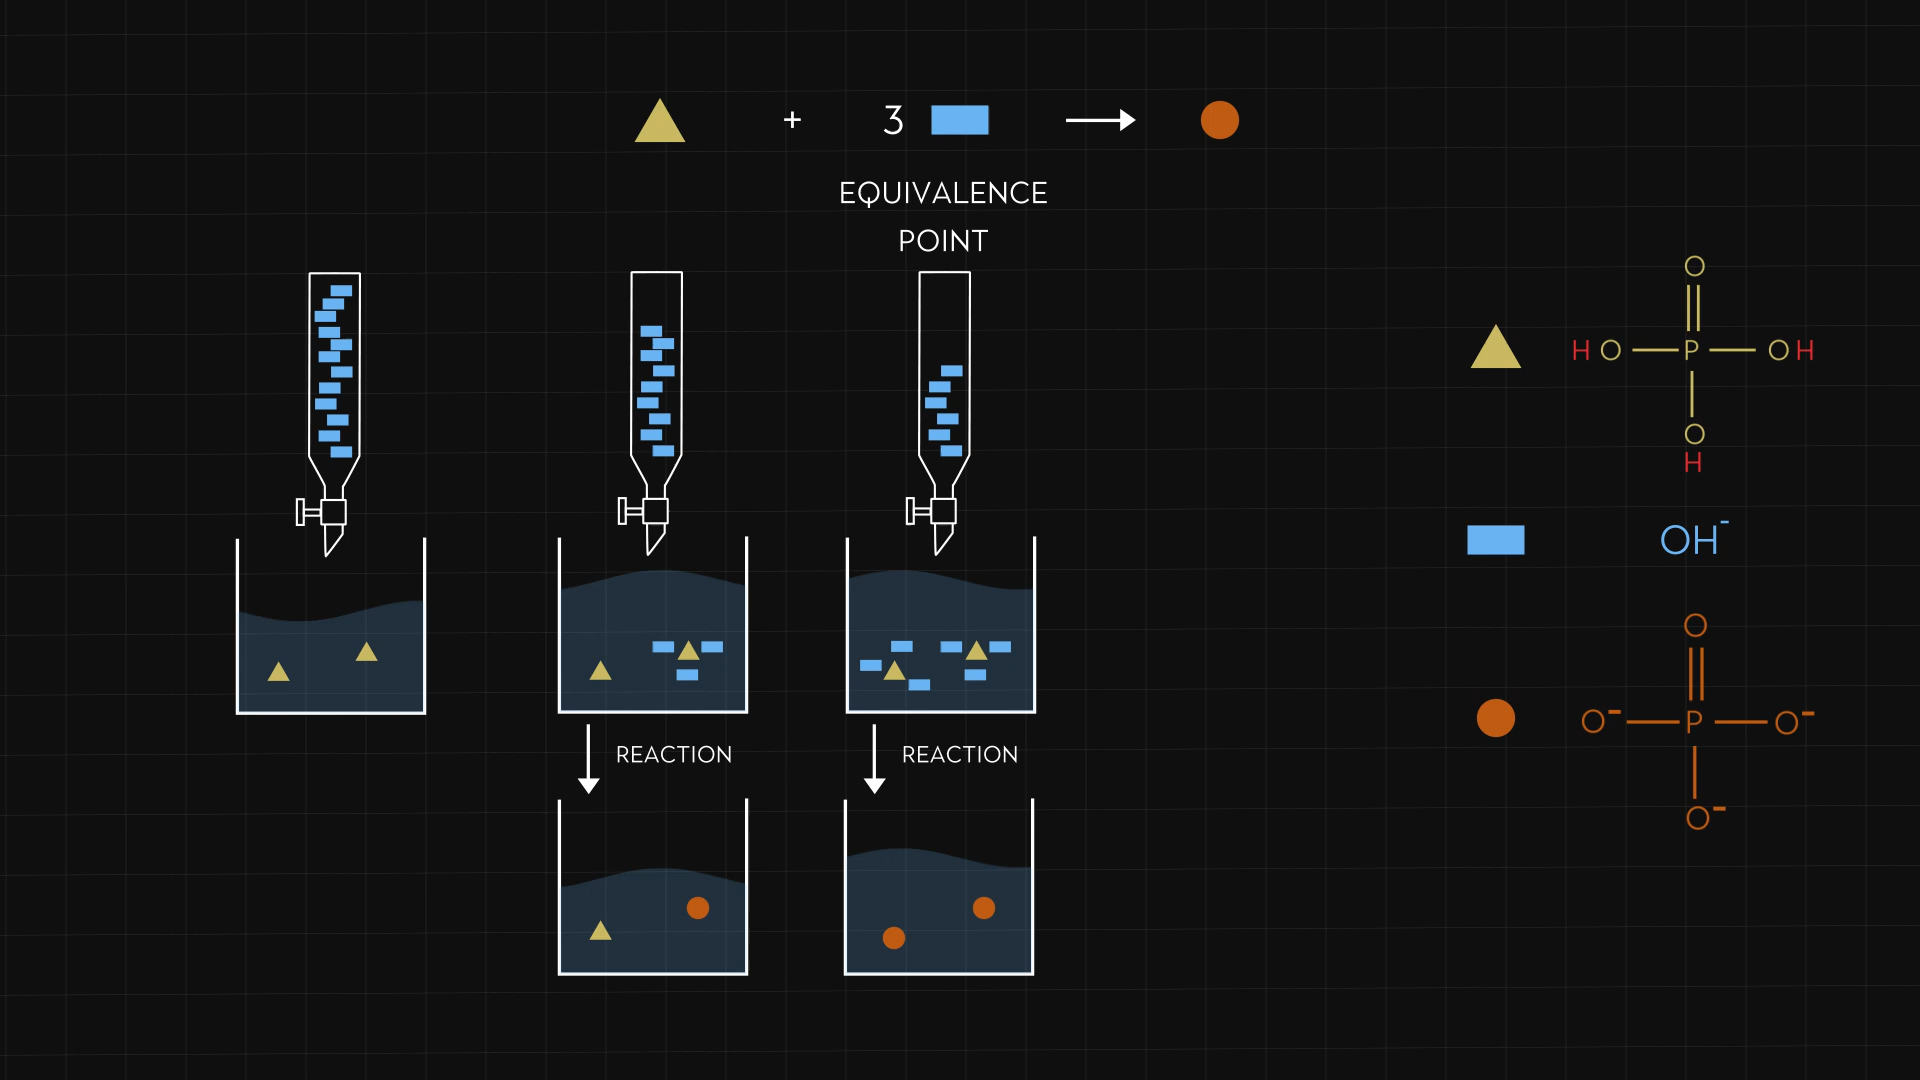 + 3
EQUIVALENCE
POINT
O
H O P O H
O
H
OH⁻
O
O⁻ P O⁻
O⁻
REACTION REACTION